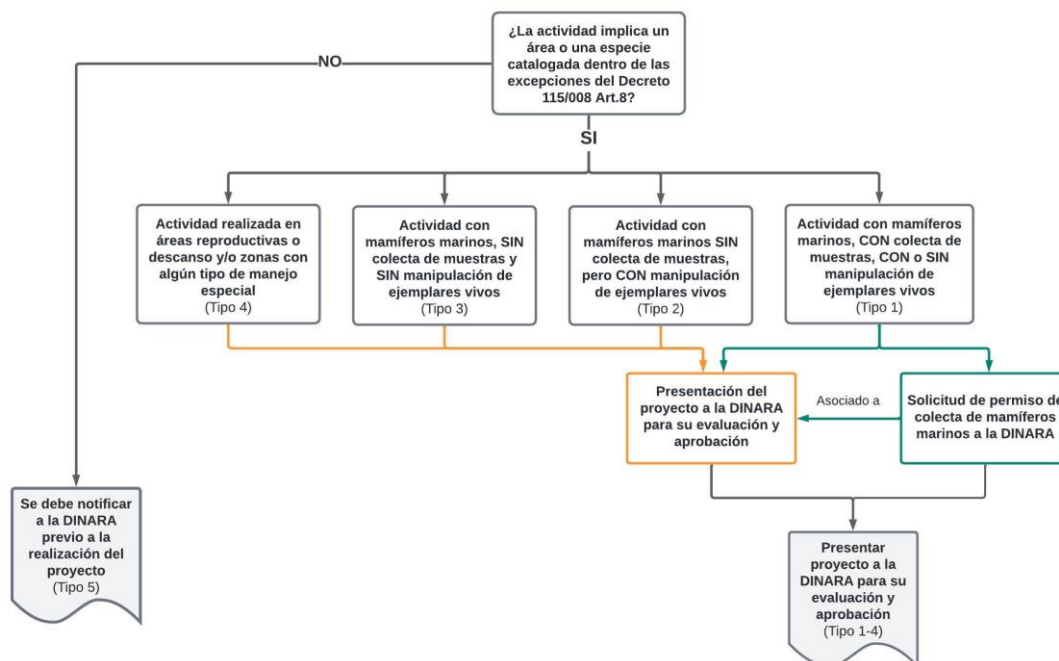 ¿La actividad implica un
área o una especie
catalogada dentro de las
excepciones del Decreto
115/008 Art.8?
NO
SI
Actividad realizada en
áreas reproductivas o
descanso y/o zonas con
algún tipo de manejo
especial
(Tipo 4)
Actividad con
mamíferos marinos, SIN
colecta de muestras y
SIN manipulación de
ejemplares vivos
(Tipo 3)
Actividad con
mamíferos marinos SIN
colecta de muestras,
pero CON manipulación
de ejemplares vivos
(Tipo 2)
Actividad con mamíferos
marinos, CON colecta de
muestras, CON o SIN
manipulación de
ejemplares vivos
(Tipo 1)
Presentación del
proyecto a la DINARA
para su evaluación y
aprobación
Asociado a
Solicitud de permiso de
colecta de mamíferos
marinos a la DINARA
Se debe notificar
a la DINARA
previo a la
realización del
proyecto
(Tipo 5)
Presentar
proyecto a la
DINARA para su
evaluación y
aprobación
(Tipo 1-4)